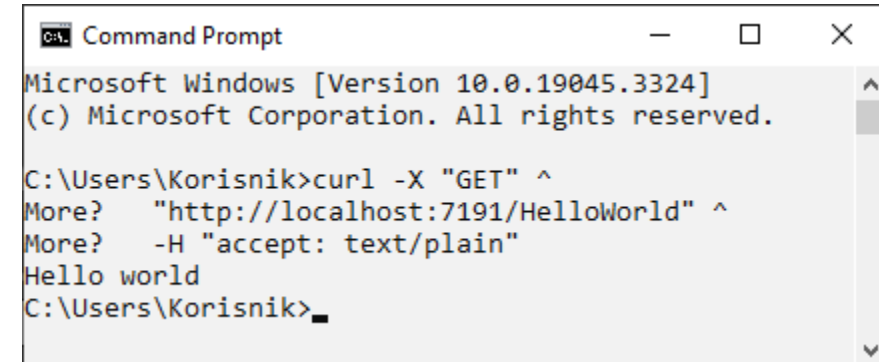 Command Prompt
Microsoft Windows [Version 10.0.19045.3324]
(c) Microsoft Corporation. All rights reserved.
C:\Users\Korisnik>curl -X "GET" ^
More?   "http://localhost:7191/HelloWorld" ^
More?   -H "accept: text/plain"
Hello world
C:\Users\Korisnik>